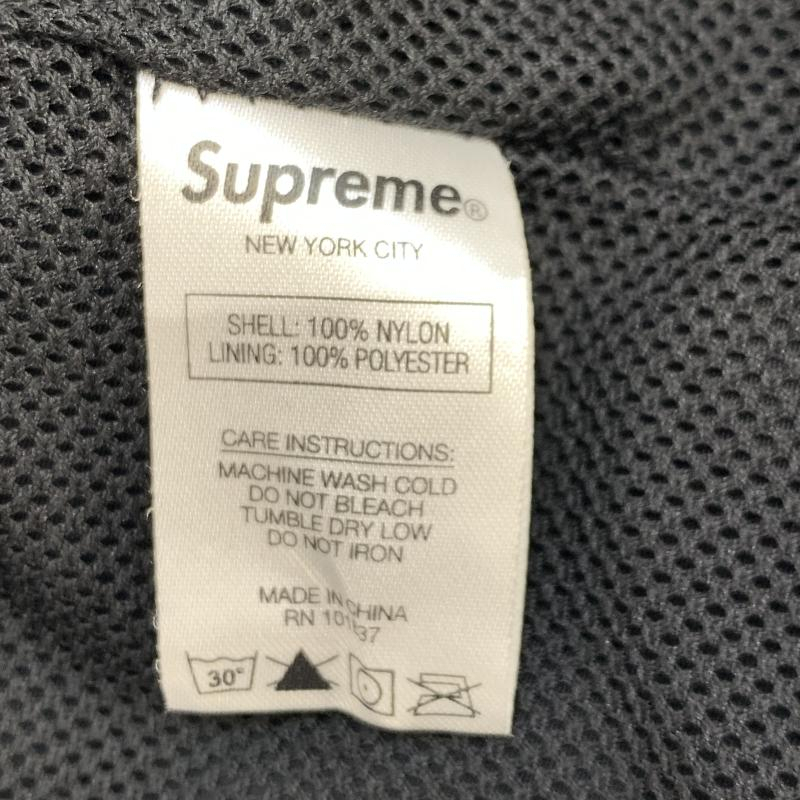 Supreme®
NEW YORK CITY
SHELL: 100% NYLON
LINING: 100% POLYESTER
CARE INSTRUCTIONS:
MACHINE WASH COLD
DO NOT BLEACH
TUMBLE DRY LOW
DO NOT IRON
MADE IN CHINA
RN
30°